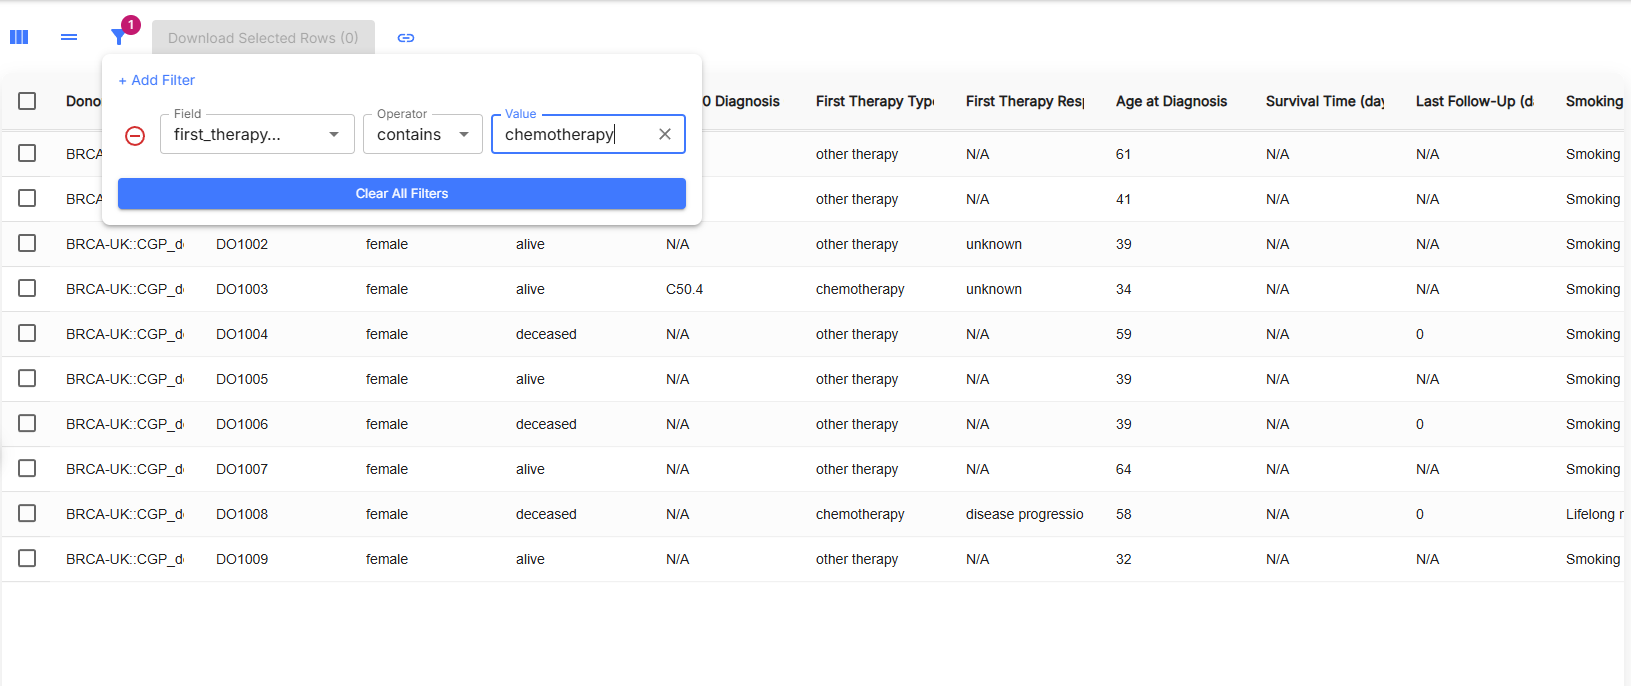 1
Download Selected Rows (0)
+ Add Filter
Field
first_therapy...
Operator
contains
Value
chemotherapy
Clear All Filters
Dono 0 Diagnosis First Therapy Type First Therapy Resp Age at Diagnosis Survival Time (day Last Follow-Up (d Smoking
BRCA other therapy N/A 61 N/A N/A Smoking
BRCA other therapy N/A 41 N/A N/A Smoking
BRCA-UK::CGP_d DO1002 female alive N/A other therapy unknown 39 N/A N/A Smoking
BRCA-UK::CGP_d DO1003 female alive C50.4 chemotherapy unknown 34 N/A N/A Smoking
BRCA-UK::CGP_d DO1004 female deceased N/A other therapy N/A 59 N/A 0 Smoking
BRCA-UK::CGP_d DO1005 female alive N/A other therapy N/A 39 N/A N/A Smoking
BRCA-UK::CGP_d DO1006 female deceased N/A other therapy N/A 39 N/A 0 Smoking
BRCA-UK::CGP_d DO1007 female alive N/A other therapy N/A 64 N/A N/A Smoking
BRCA-UK::CGP_d DO1008 female deceased N/A chemotherapy disease progressio 58 N/A 0 Lifelong r
BRCA-UK::CGP_d DO1009 female alive N/A other therapy N/A 32 N/A N/A Smoking